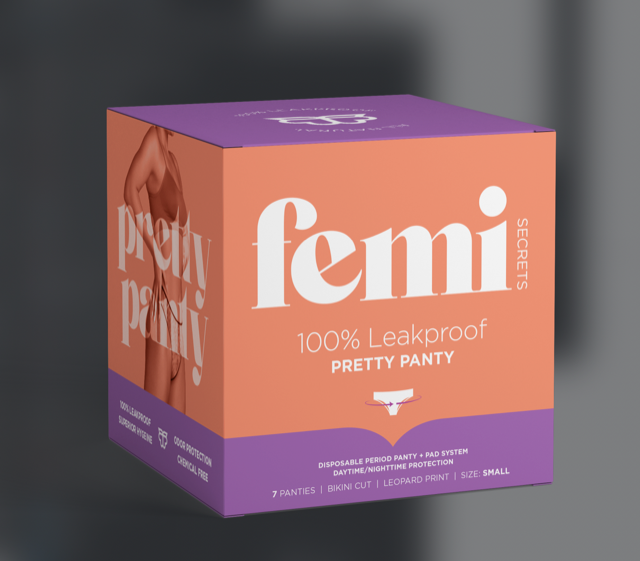 femi
SECRETS
100% Leakproof
PRETTY PANTY
DISPOSABLE PERIOD PANTY + PAD SYSTEM
DAYTIME/NIGHTTIME PROTECTION
7 PANTIES | BIKINI CUT | LEOPARD PRINT | SIZE: SMALL
pretty
panty
100% LEAKPROOF
SUPERIOR HYGIENE
ODOR PROTECTION
CHEMICAL FREE